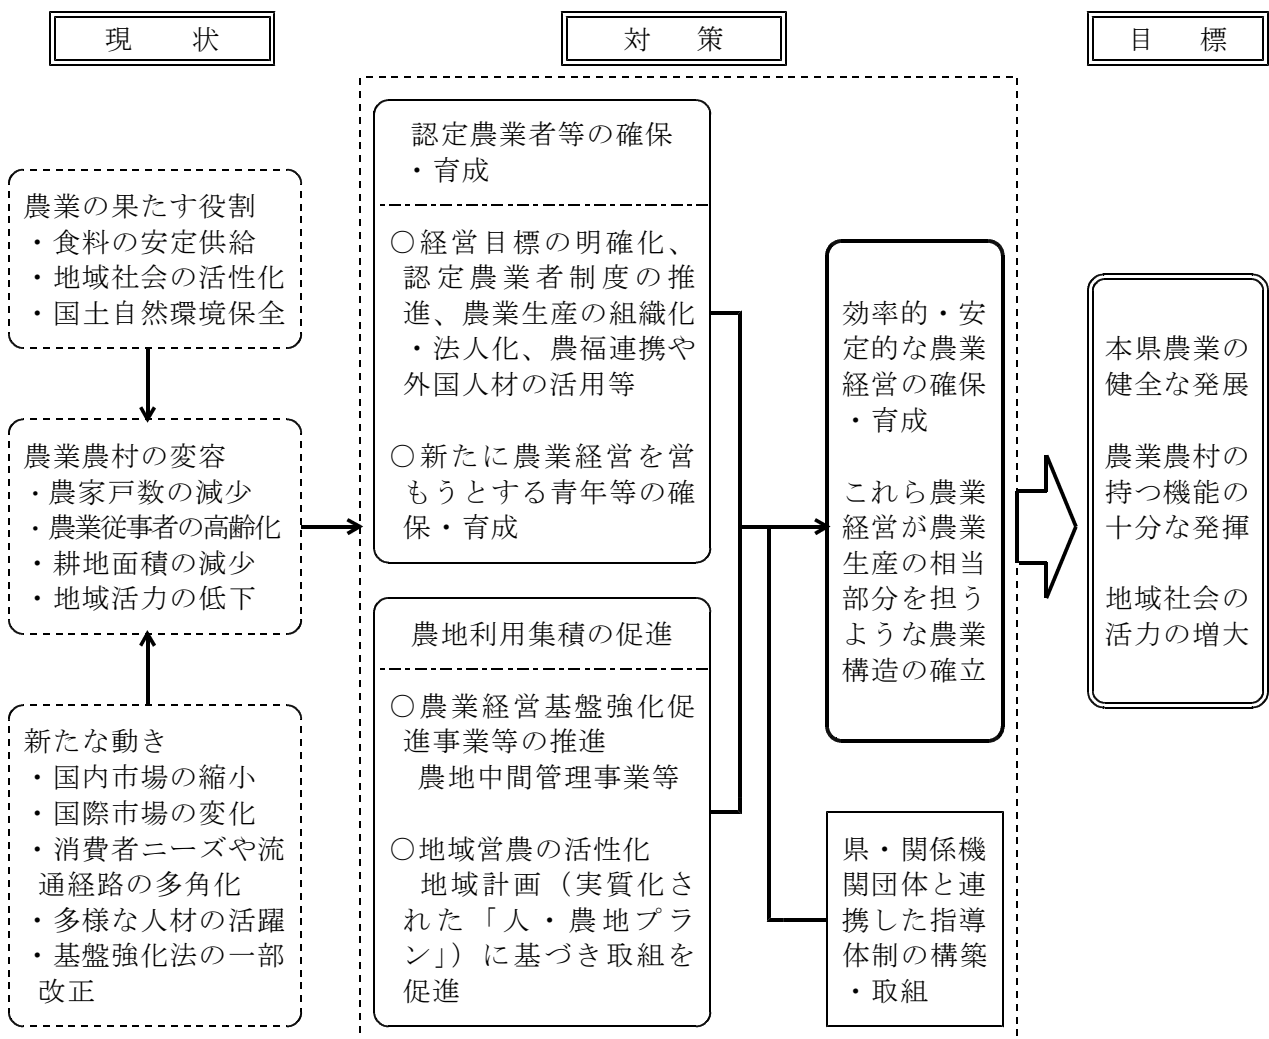 現　状
対　策
目　標
農業の果たす役割
・食料の安定供給
・地域社会の活性化
・国土自然環境保全
農業農村の変容
・農家戸数の減少
・農業従事者の高齢化
・耕地面積の減少
・地域活力の低下
新たな動き
・国内市場の縮小
・国際市場の変化
・消費者ニーズや流
通経路の多角化
・多様な人材の活躍
・基盤強化法の一部
改正
認定農業者等の確保
・育成
○経営目標の明確化、
認定農業者制度の推
進、農業生産の組織化
・法人化、農福連携や
外国人材の活用等
○新たに農業経営を営
もうとする青年等の確
保・育成
農地利用集積の促進
○農業経営基盤強化促
進事業等の推進
農地中間管理事業等
○地域営農の活性化
地域計画（実質化さ
れた「人・農地プラ
ン」）に基づき取組を
促進
効率的・安
定的な農業
経営の確保
・育成
これら農業
経営が農業
生産の相当
部分を担う
ような農業
構造の確立
県・関係機
関団体と連
携した指導
体制の構築
・取組
本県農業の
健全な発展
農業農村の
持つ機能の
十分な発揮
地域社会の
活力の増大